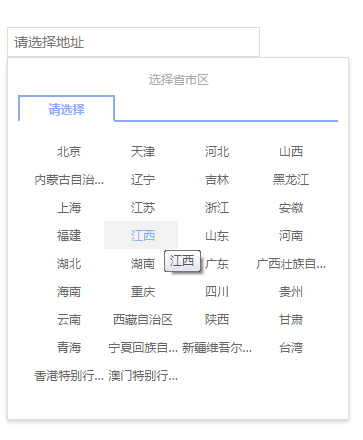 请选择地址
选择省市区
请选择
北京 天津 河北 山西
内蒙古自治... 辽宁 吉林 黑龙江
上海 江苏 浙江 安徽
福建 江西 山东 河南
湖北 湖南 江西 广东 广西壮族自...
海南 重庆 四川 贵州
云南 西藏自治区 陕西 甘肃
青海 宁夏回族自... 新疆维吾尔... 台湾
香港特别行... 澳门特别行...